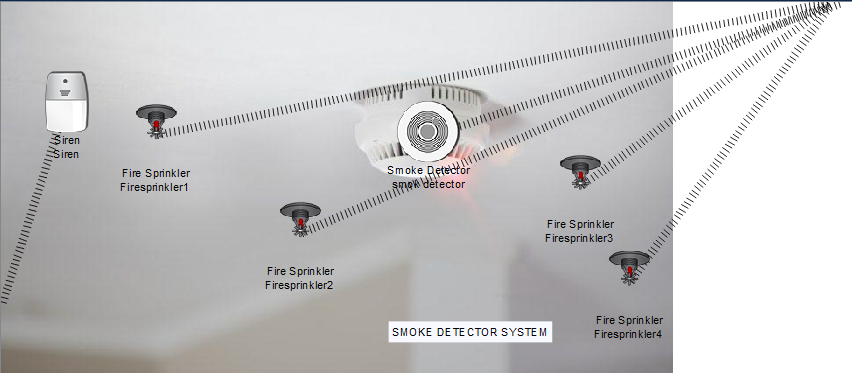 Siren
Siren
Fire Sprinkler
Firesprinkler1
Smoke Detector
smok detector
Fire Sprinkler
Firesprinkler3
Fire Sprinkler
Firesprinkler2
Fire Sprinkler
Firesprinkler4
SMOKE DETECTOR SYSTEM